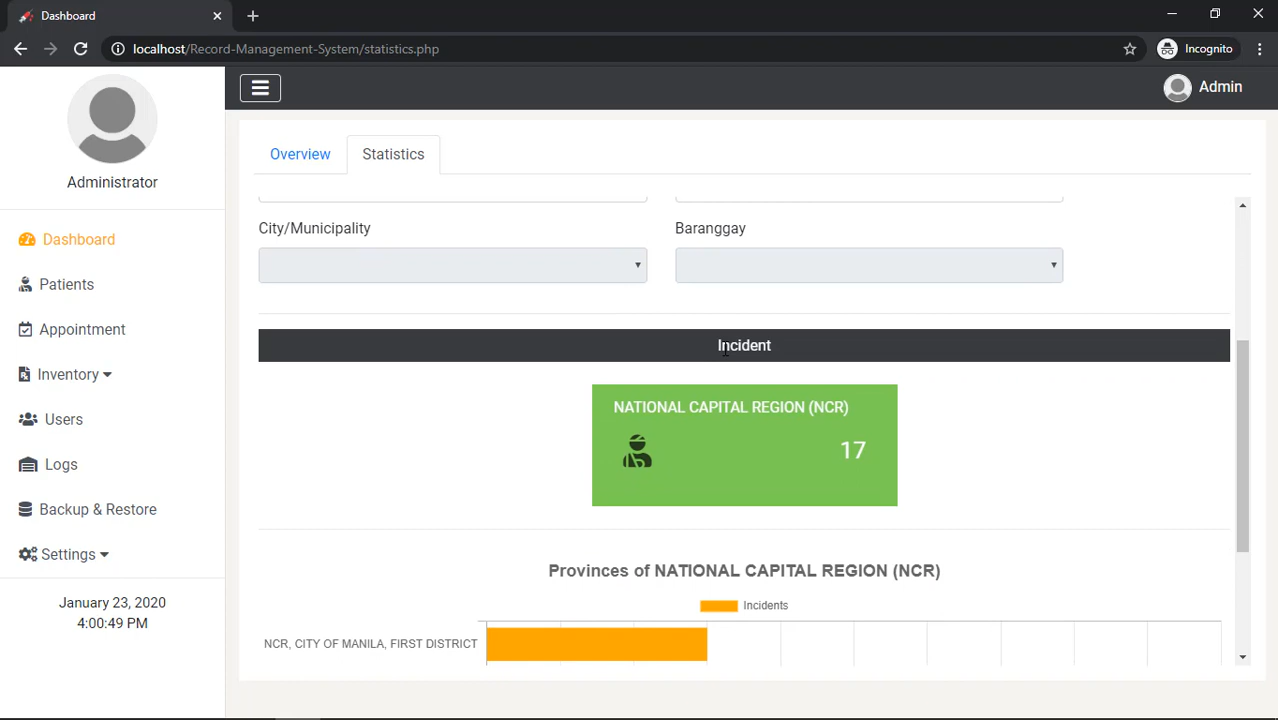 Dashboard
localhost/Record-Management-System/statistics.php
Incognito
Admin
Administrator
Dashboard
Patients
Appointment
Inventory
Users
Logs
Backup & Restore
Settings
January 23, 2020
4:00:49 PM
Overview
Statistics
City/Municipality
Baranggay
Incident
NATIONAL CAPITAL REGION (NCR)
17
Provinces of NATIONAL CAPITAL REGION (NCR)
Incidents
NCR, CITY OF MANILA, FIRST DISTRICT